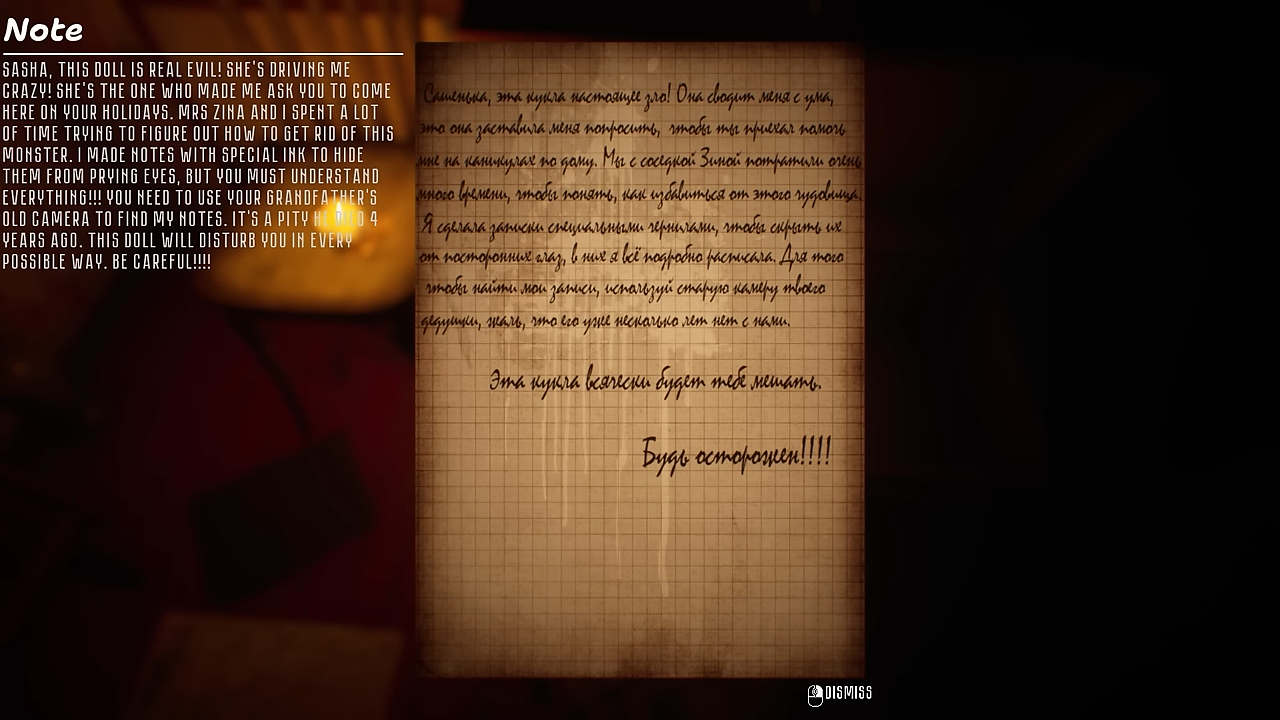 Note
SASHA, THIS DOLL IS REAL EVIL! SHE'S DRIVING ME
CRAZY! SHE'S THE ONE WHO MADE ME ASK YOU TO COME
HERE ON YOUR HOLIDAYS. MRS ZINA AND I SPENT A LOT
OF TIME TRYING TO FIGURE OUT HOW TO GET RID OF THIS
MONSTER. I MADE NOTES WITH SPECIAL INK TO HIDE
THEM FROM PRYING EYES, BUT YOU MUST UNDERSTAND
EVERYTHING!!! YOU NEED TO USE YOUR GRANDFATHER'S
OLD CAMERA TO FIND MY NOTES. IT'S A PITY HE DIED 4
YEARS AGO. THIS DOLL WILL DISTURB YOU IN EVERY
POSSIBLE WAY. BE CAREFUL!!!!
Сашенька, эта кукла настоящее зло! Она сводит меня с ума,
это она заставила меня попросить, чтобы ты приехал помочь
мне на каникулах по дому. Мы с соседкой Зиной потратили очень
много времени, чтобы понять, как избавиться от этого чудовища.
Я сделала записки специальными чернилами, чтобы скрыть их
от посторонних глаз, в них я всё подробно расписала. Для того
чтобы найти мои записи, используй старую камеру твоего
дедушки, жаль, что его уже несколько лет нет с нами.
Эта кукла всячески будет тебе мешать.
Будь осторожен!!!!
DISMISS